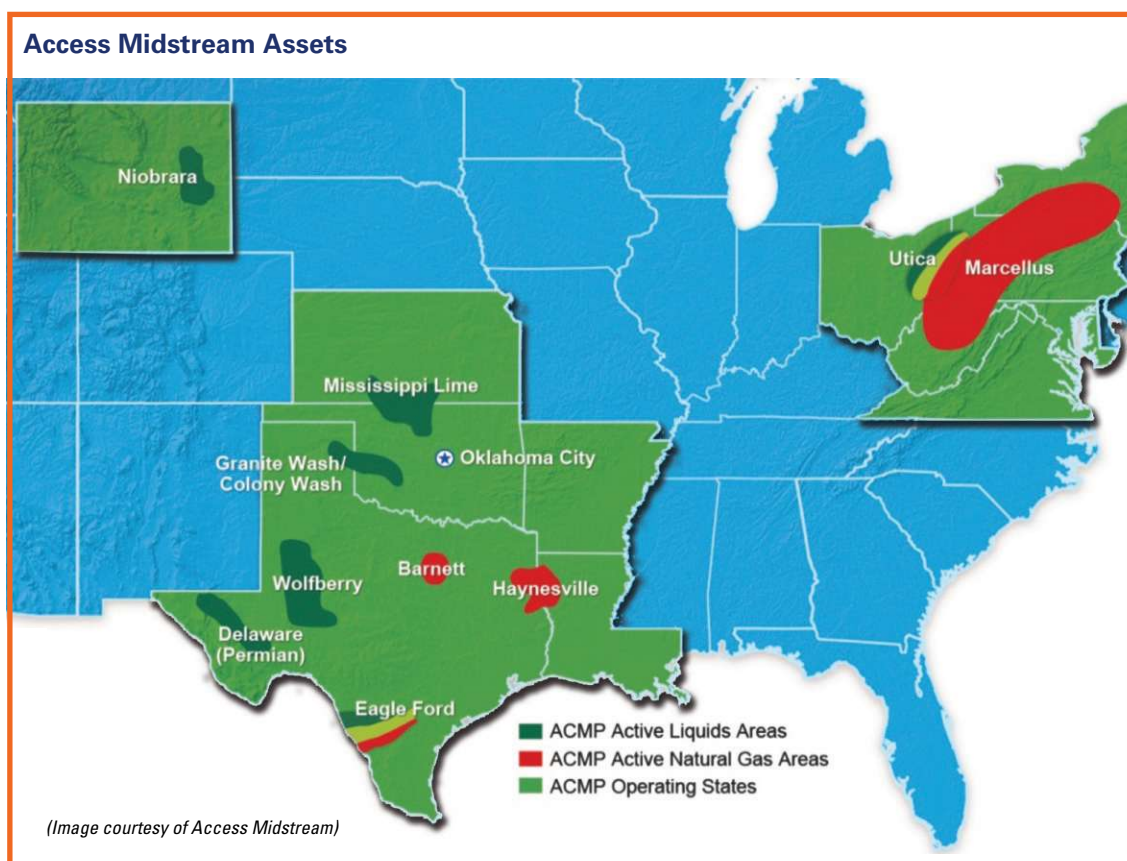 Access Midstream Assets
Niobrara
Utica
Marcellus
Mississippi Lime
Granite Wash/
Colony Wash
Oklahoma City
Wolfberry
Barnett
Haynesville
Delaware
(Permian)
Eagle Ford
ACMP Active Liquids Areas
ACMP Active Natural Gas Areas
ACMP Operating States
(Image courtesy of Access Midstream)